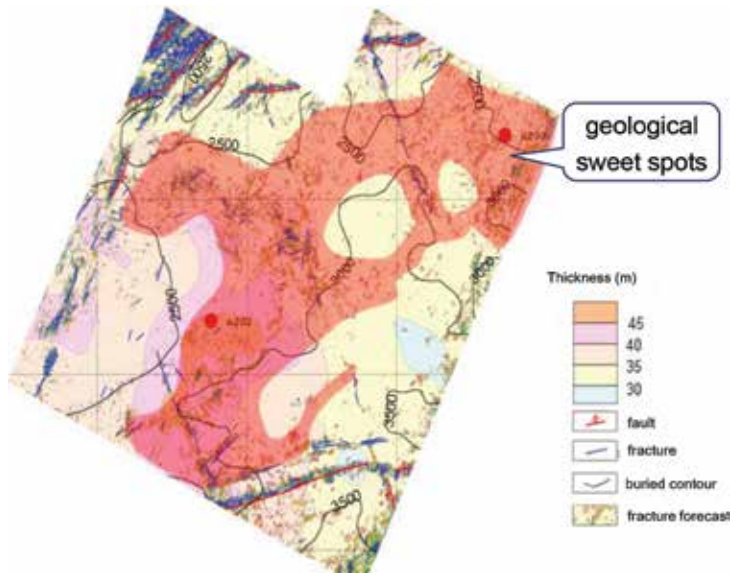 geological
sweet spots
2500
2500
2500
2500
3000
3000
2500
3500
3500
Thickness (m)
45
40
35
30
fault
fracture
buried contour
fracture forecast